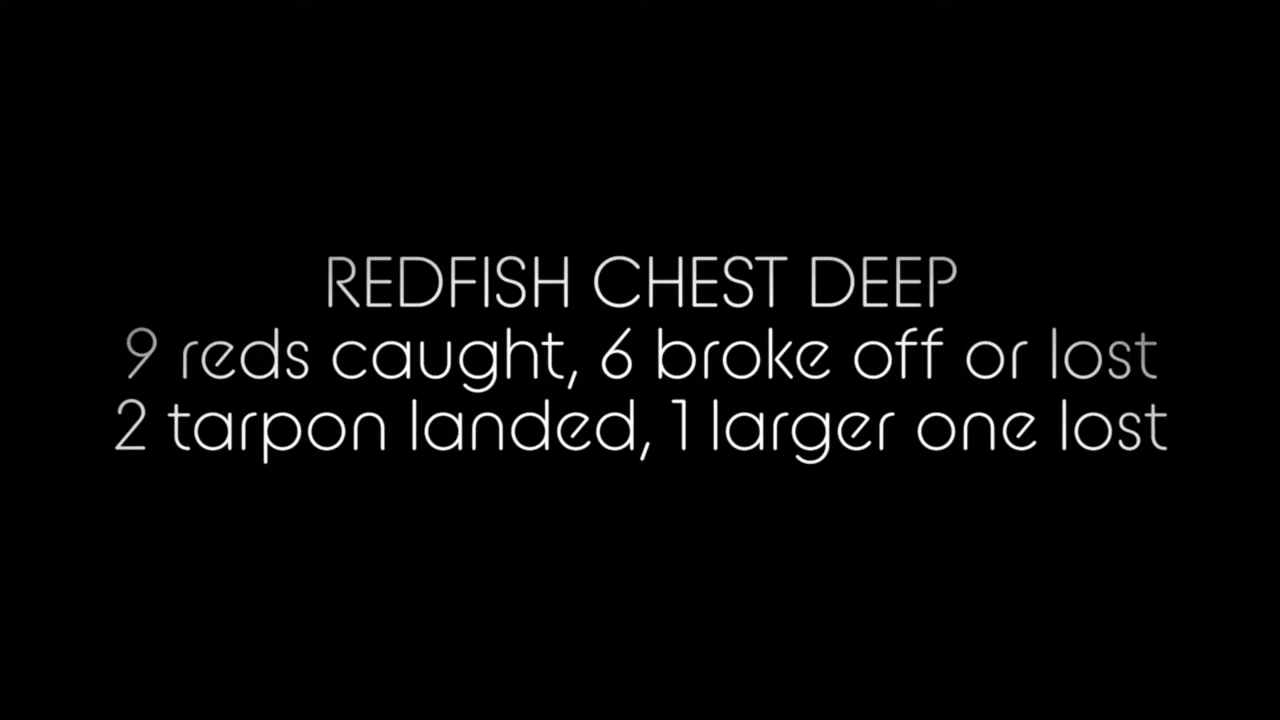 REDFISH CHEST DEEP
9 reds caught, 6 broke off or lost
2 tarpon landed, 1 larger one lost